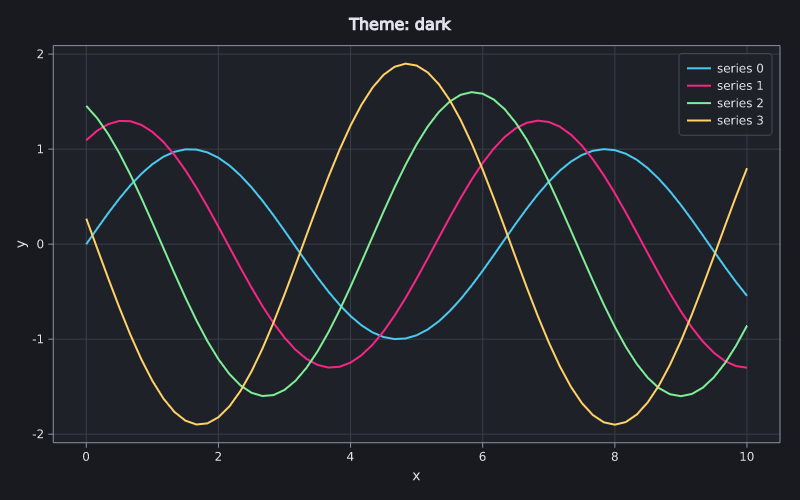 Theme: dark
2
1
0
-1
-2
y
series 0
series 1
series 2
series 3
0 2 4 6 8 10
x